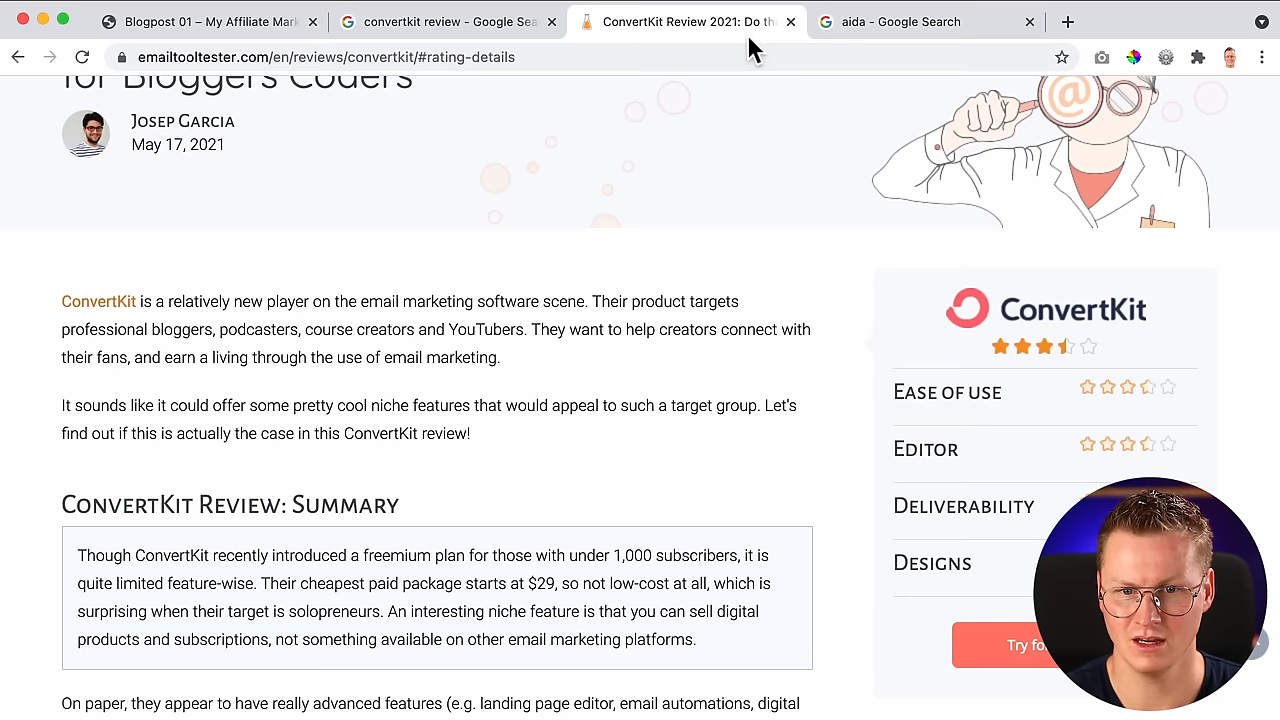 Blogpost 01 – My Affiliate Mark
convertkit review - Google Sea
ConvertKit Review 2021: Do th
aida - Google Search
emailtooltester.com/en/reviews/convertkit/#rating-details
for Bloggers Coders
Josep Garcia
May 17, 2021
@
ConvertKit is a relatively new player on the email marketing software scene. Their product targets
professional bloggers, podcasters, course creators and YouTubers. They want to help creators connect with
their fans, and earn a living through the use of email marketing.
It sounds like it could offer some pretty cool niche features that would appeal to such a target group. Let's
find out if this is actually the case in this ConvertKit review!
ConvertKit Review: Summary
Though ConvertKit recently introduced a freemium plan for those with under 1,000 subscribers, it is
quite limited feature-wise. Their cheapest paid package starts at $29, so not low-cost at all, which is
surprising when their target is solopreneurs. An interesting niche feature is that you can sell digital
products and subscriptions, not something available on other email marketing platforms.
On paper, they appear to have really advanced features (e.g. landing page editor, email automations, digital
ConvertKit
Ease of use
Editor
Deliverability
Designs
Try fo